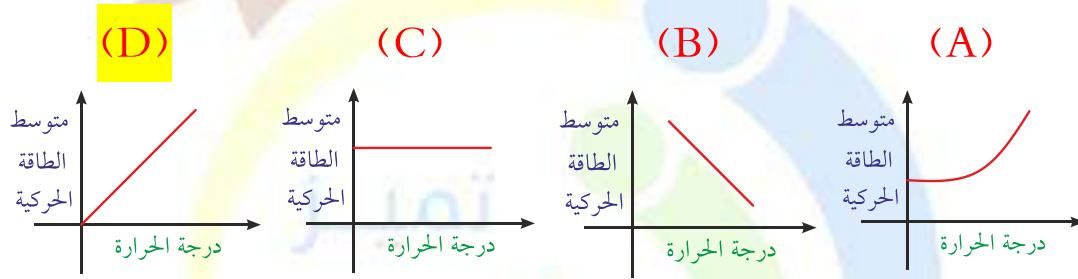 (A)
متوسط
الطاقة
الحركية
درجة الحرارة
(B)
متوسط
الطاقة
الحركية
درجة الحرارة
(C)
متوسط
الطاقة
الحركية
درجة الحرارة
(D)
متوسط
الطاقة
الحركية
درجة الحرارة